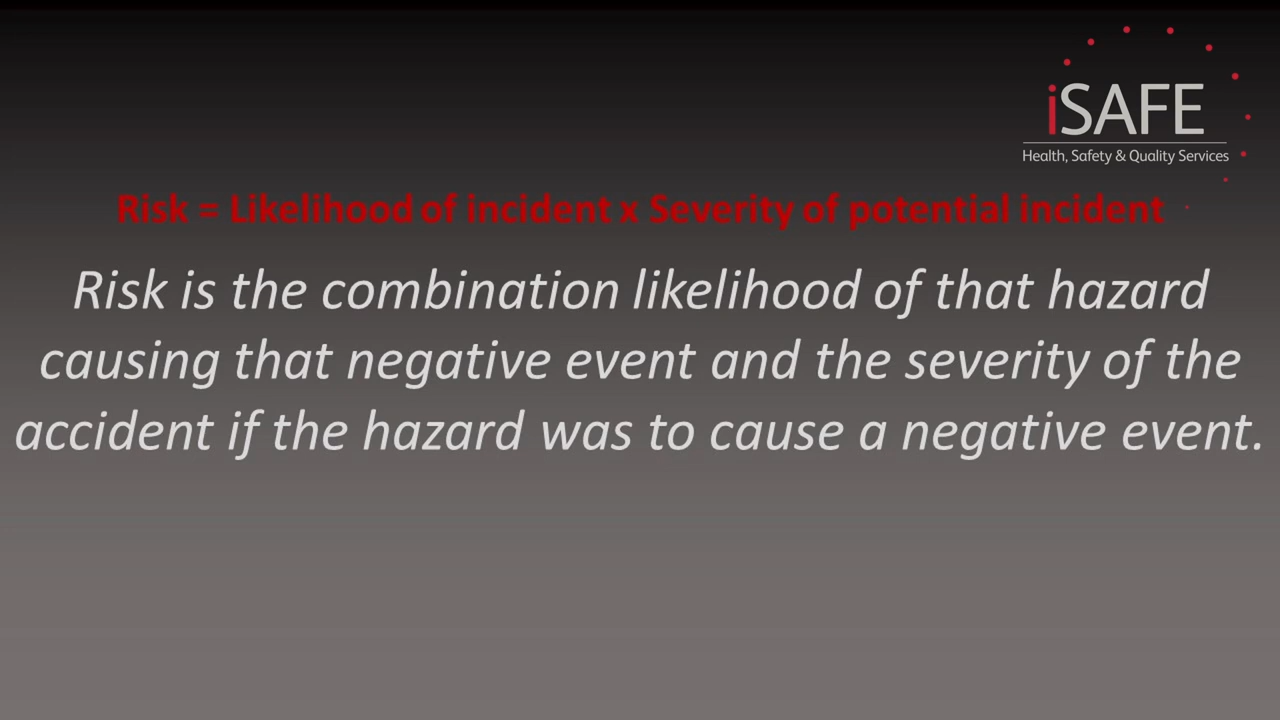 iSAFE
Health, Safety & Quality Services
Risk = Likelihood of incident x Severity of potential incident
Risk is the combination likelihood of that hazard
causing that negative event and the severity of the
accident if the hazard was to cause a negative event.